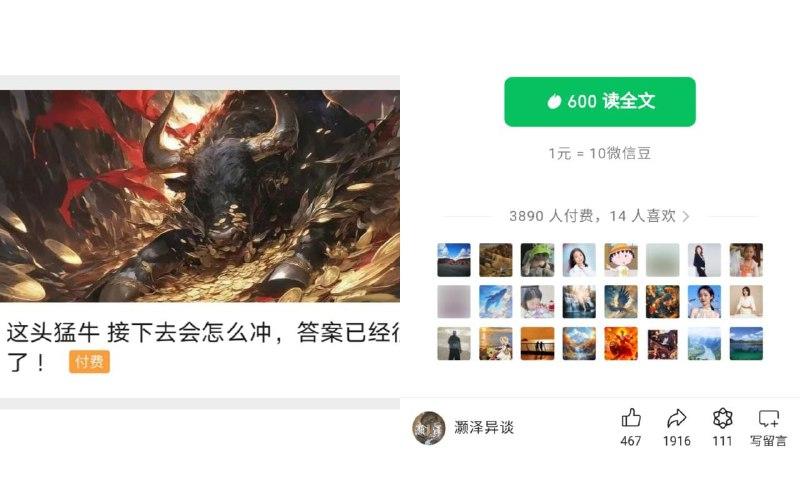 这头猛牛 接下去会怎么冲，答案已经
了！ 付费
600 读全文
1元 = 10微信豆
3890 人付费，14 人喜欢
灏泽异谈
467
1916
111
写留言